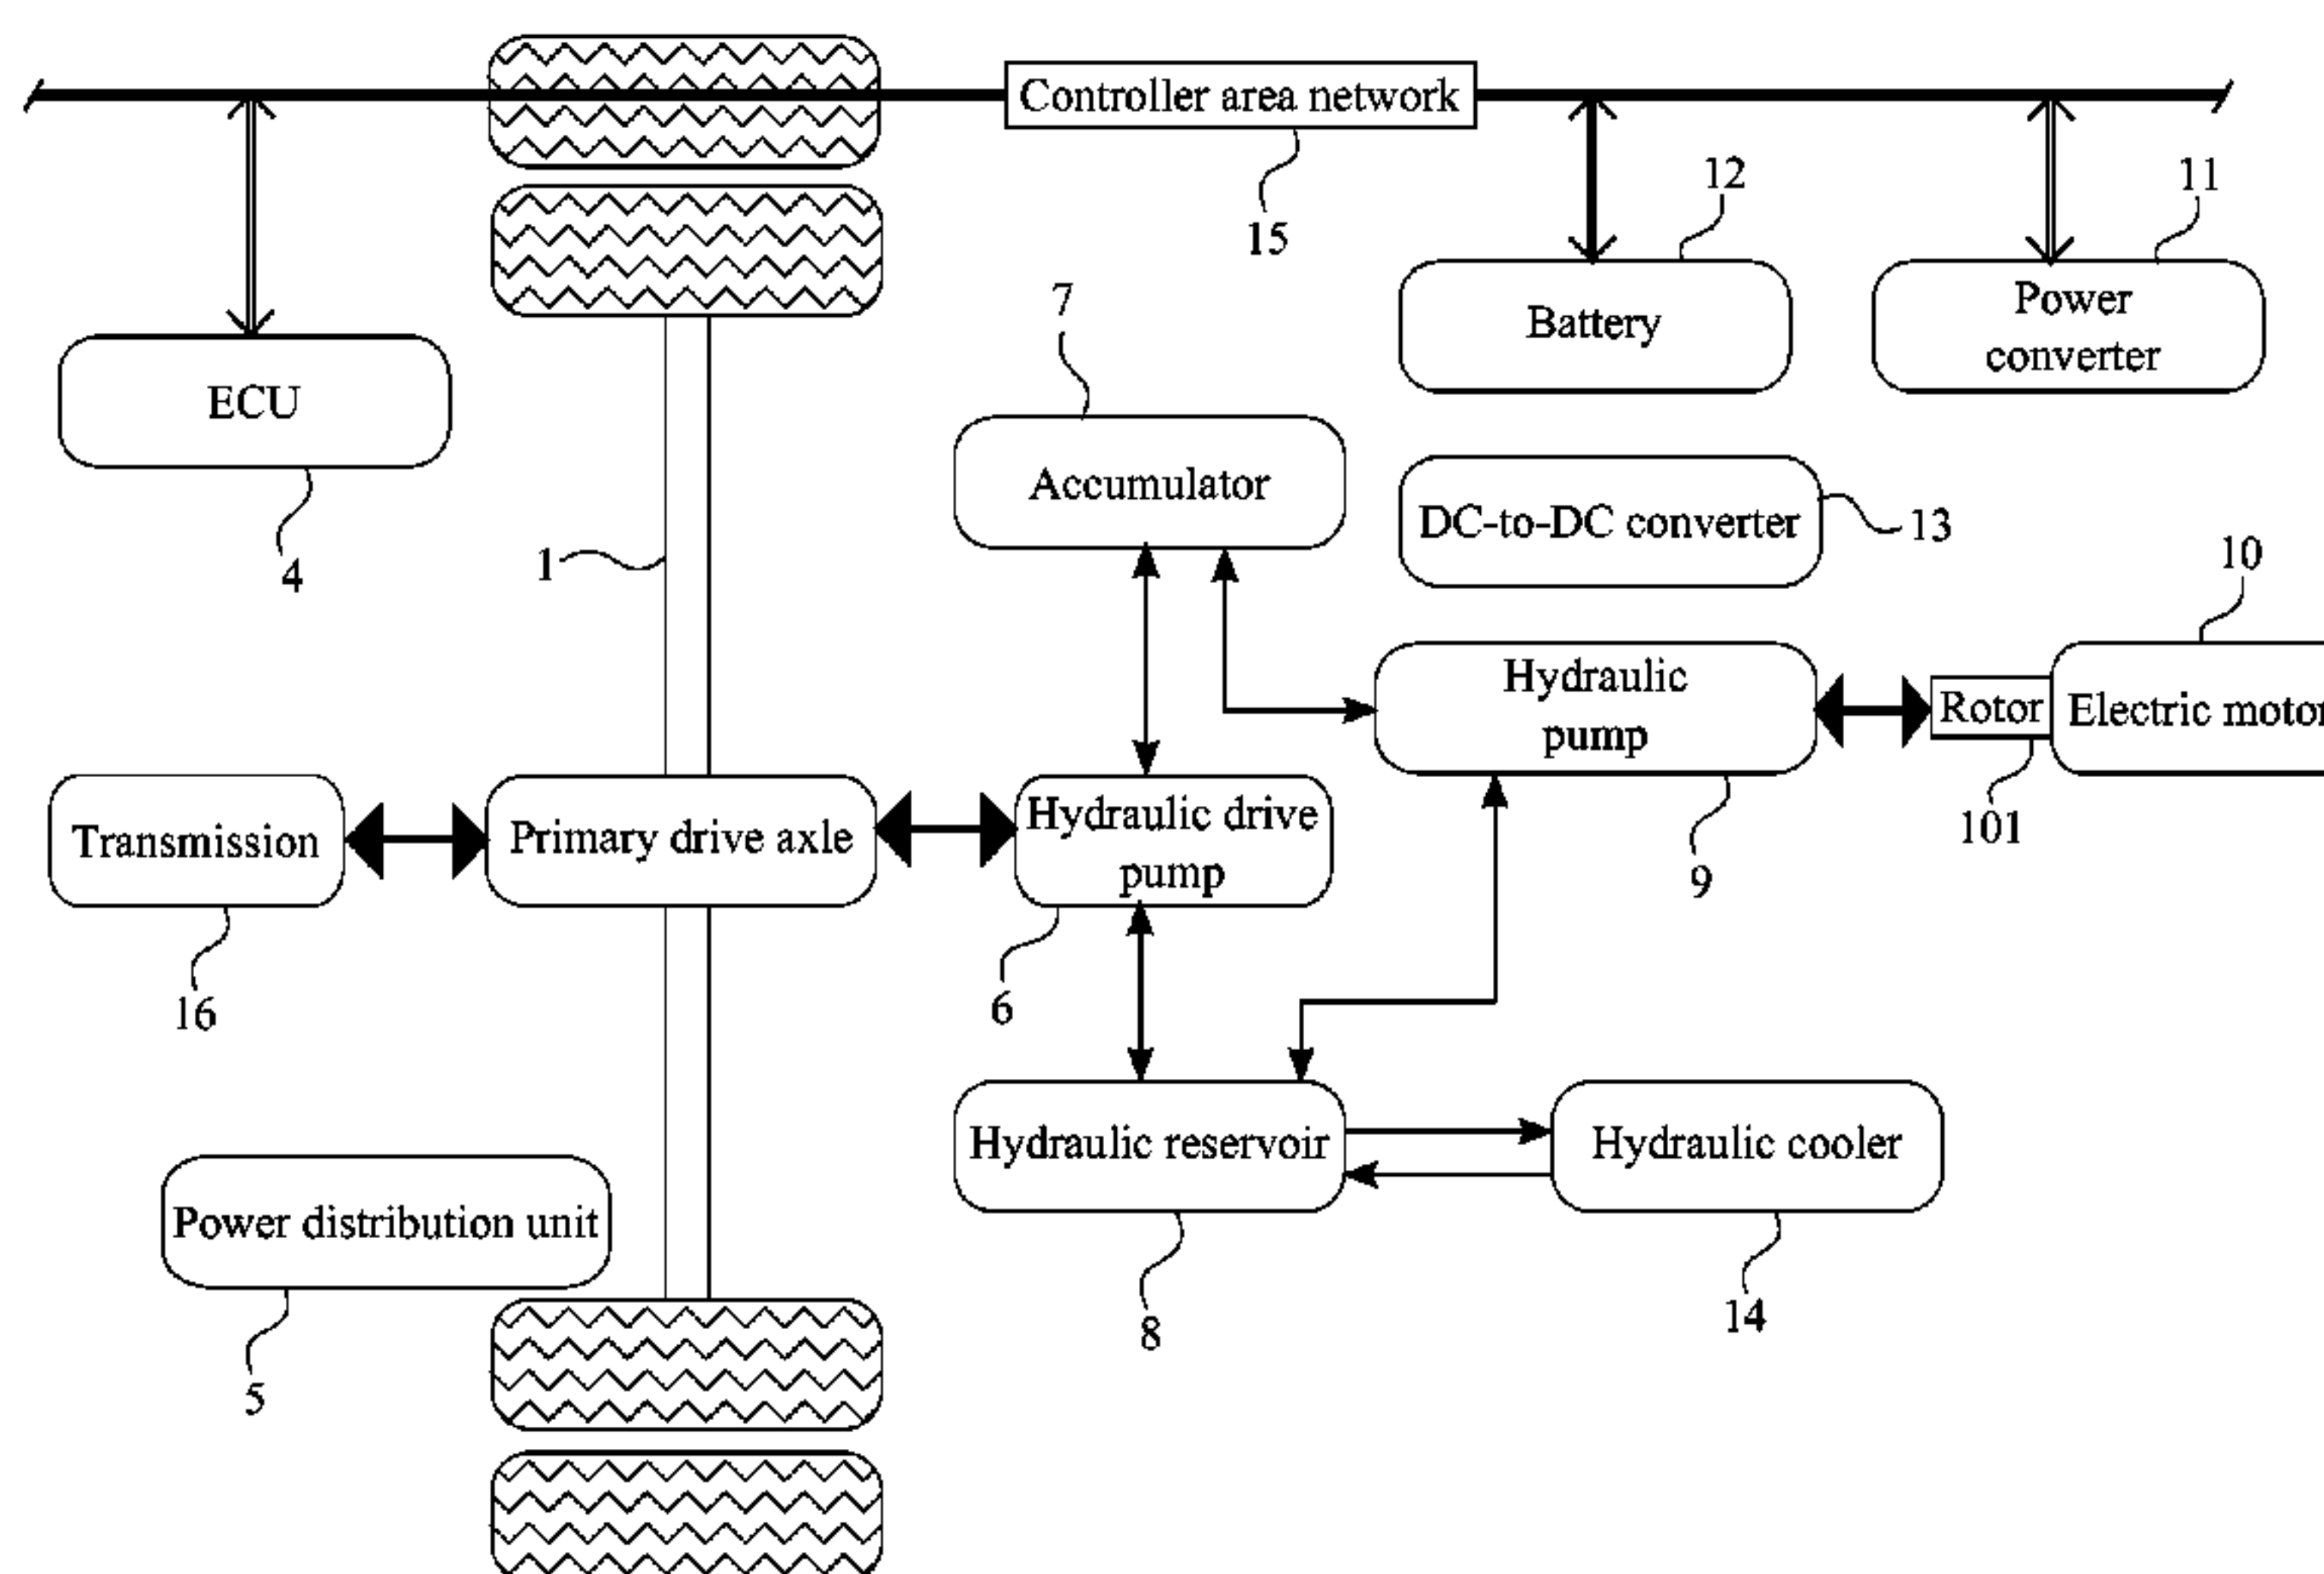 Controller area network
12
11
15
7
Battery
Power
converter
ECU
Accumulator
DC-to-DC converter
13
10
1
4
Hydraulic
pump
Rotor
Electric motor
Transmission
Primary drive axle
Hydraulic drive
pump
101
9
16
6
Hydraulic reservoir
Hydraulic cooler
Power distribution unit
8
14
5